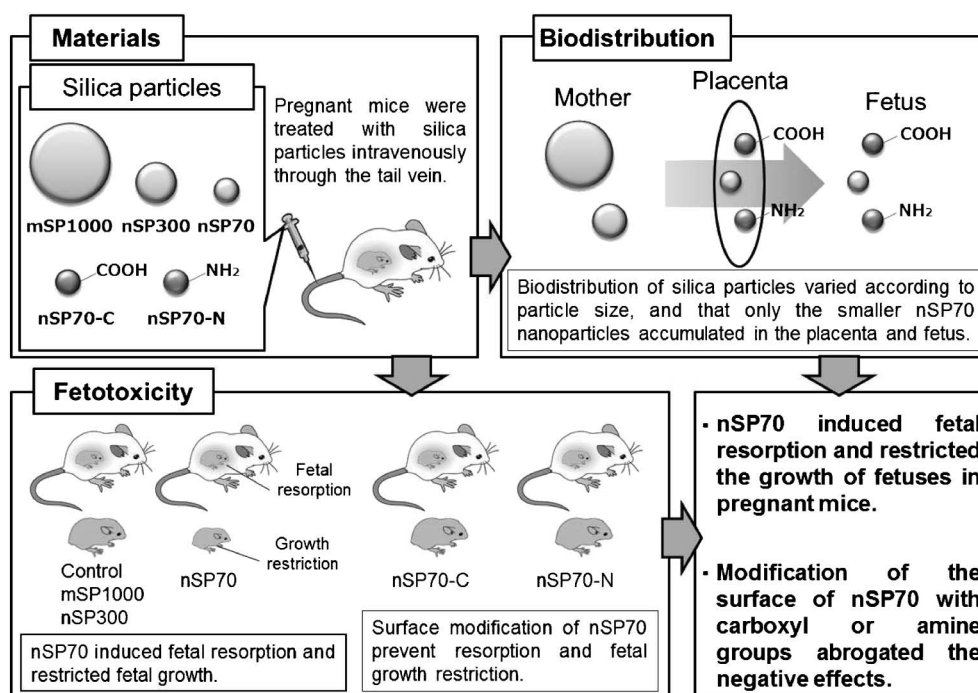 Materials
Silica particles
mSP1000 nSP300 nSP70
COOH
NH₂
nSP70-C nSP70-N
Pregnant mice were
treated with silica
particles intravenously
through the tail vein.
Biodistribution
Mother
Placenta
Fetus
COOH
NH₂
COOH
NH₂
Biodistribution of silica particles varied according to
particle size, and that only the smaller nSP70
nanoparticles accumulated in the placenta and fetus.
Fetotoxicity
Fetal
resorption
Growth
restriction
Control
mSP1000
nSP300
nSP70
nSP70-C
nSP70-N
nSP70 induced fetal resorption and
restricted fetal growth.
Surface modification of nSP70
prevent resorption and fetal
growth restriction.
- nSP70 induced fetal
resorption and restricted
the growth of fetuses in
pregnant mice.
- Modification of the
surface of nSP70 with
carboxyl or amine
groups abrogated the
negative effects.